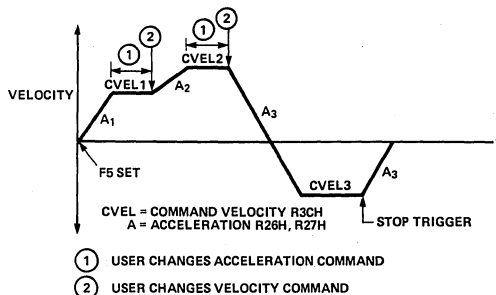 2
1
2
1
CVEL1
CVEL2
VELOCITY
A1
A2
A3
F5 SET
CVEL3
A3
CVEL = COMMAND VELOCITY R3CH
A = ACCELERATION R26H, R27H
STOP TRIGGER
1 USER CHANGES ACCELERATION COMMAND
2 USER CHANGES VELOCITY COMMAND